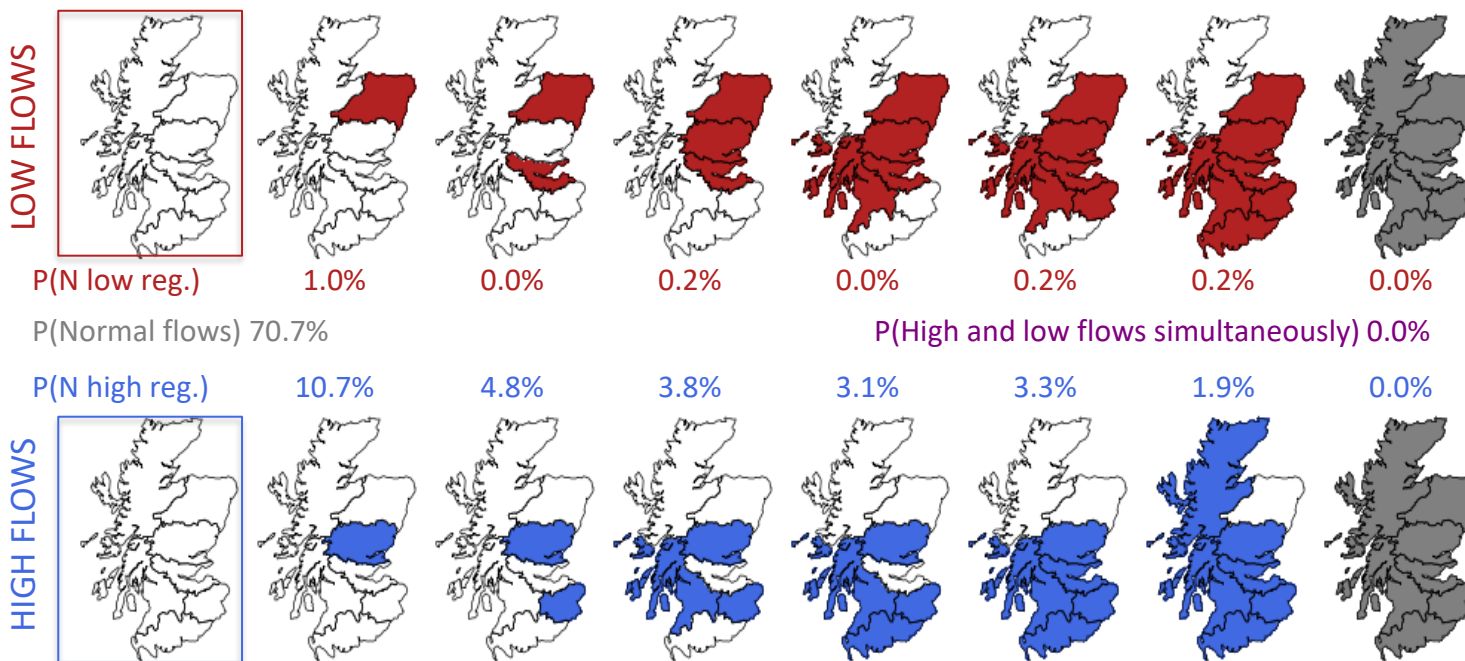 LOW FLOWS
P(N low reg.) 1.0% 0.0% 0.2% 0.0% 0.2% 0.2% 0.0%
P(Normal flows) 70.7% P(High and low flows simultaneously) 0.0%
P(N high reg.) 10.7% 4.8% 3.8% 3.1% 3.3% 1.9% 0.0%
HIGH FLOWS